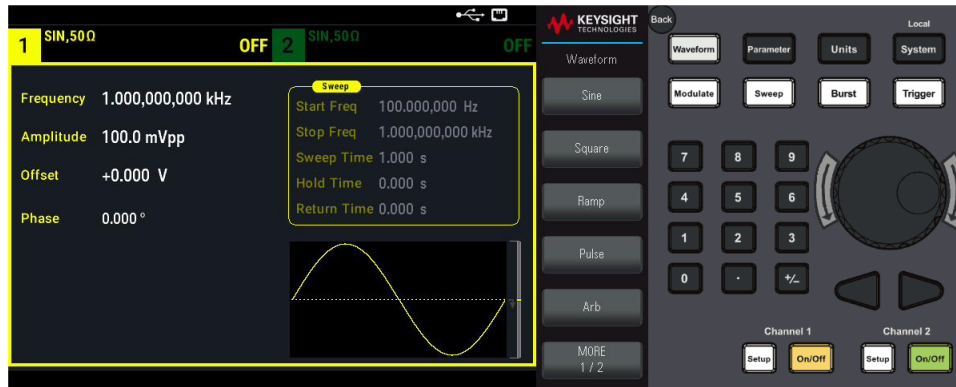 1 SIN,50Ω OFF 2 SIN,50Ω OFF
Frequency 1.000,000,000 kHz
Amplitude 100.0 mVpp
Offset +0.000 V
Phase 0.000 °
Sweep
Start Freq 100.000,000 Hz
Stop Freq 1.000,000,000 kHz
Sweep Time 1.000 s
Hold Time 0.000 s
Return Time 0.000 s
KEYSIGHT
TECHNOLOGIES
Waveform
Sine
Square
Ramp
Pulse
Arb
MORE
1 / 2
Back
Local
Waveform Parameter Units System
Modulate Sweep Burst Trigger
7 8 9
4 5 6
1 2 3
0 . +/-
Channel 1 Channel 2
Setup On/Off Setup On/Off